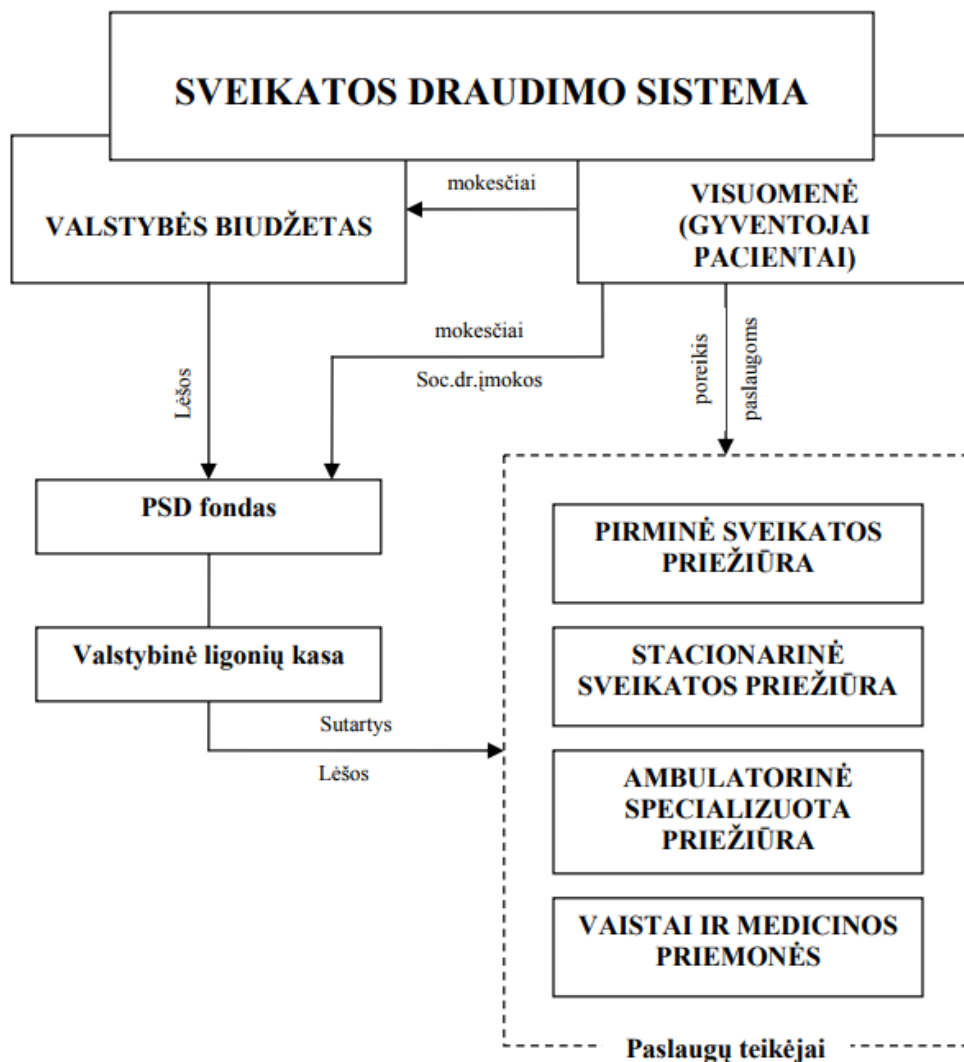 SVEIKATOS DRAUDIMO SISTEMA
VALSTYBĖS BIUDŽETAS
mokesčiai
VISUOMENĖ
(GYVENTOJAI
PACIENTAI)
Lėšos
mokesčiai
Soc.dr.įmokos
poreikis
paslaugoms
PSD fondas
Valstybinė ligonių kasa
Sutartys
Lėšos
PIRMINĖ SVEIKATOS
PRIEŽIŪRA
STACIONARINĖ
SVEIKATOS PRIEŽIŪRA
AMBULATORINĖ
SPECIALIZUOTA
PRIEŽIŪRA
VAISTAI IR MEDICINOS
PRIEMONĖS
Paslaugų teikėjai